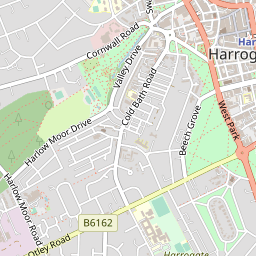 Cornwall Road
Valley Drive
Harrog
Cold Bath Road
Harlow Moor Drive
Beech Grove
West Park
Harlow Moor Road
B6162
Otley Road
Harrogate